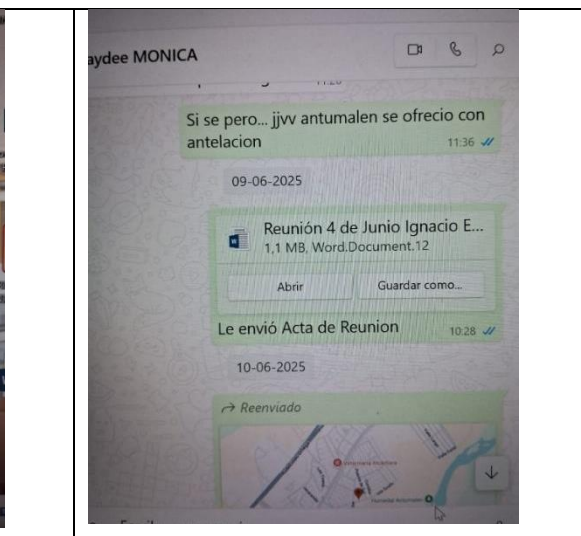 aydee MONICA
Si se pero... jjvv antumalen se ofrecio con
antelacion
11:36
09-06-2025
Reunión 4 de Junio Ignacio E...
1,1 MB, Word.Document.12
Abrir
Guardar como...
Le envió Acta de Reunion
10:28
10-06-2025
Reenviado